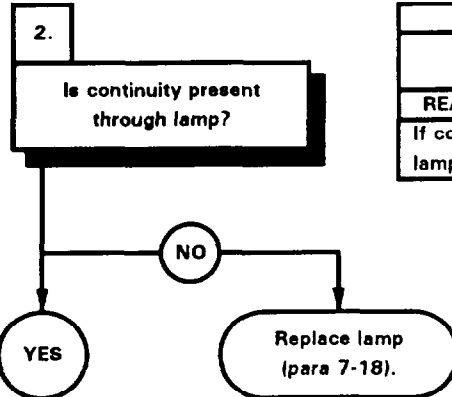 2.
Is continuity present
through lamp?
REA
If co
lamp
NO
YES
Replace lamp
(para 7-18).